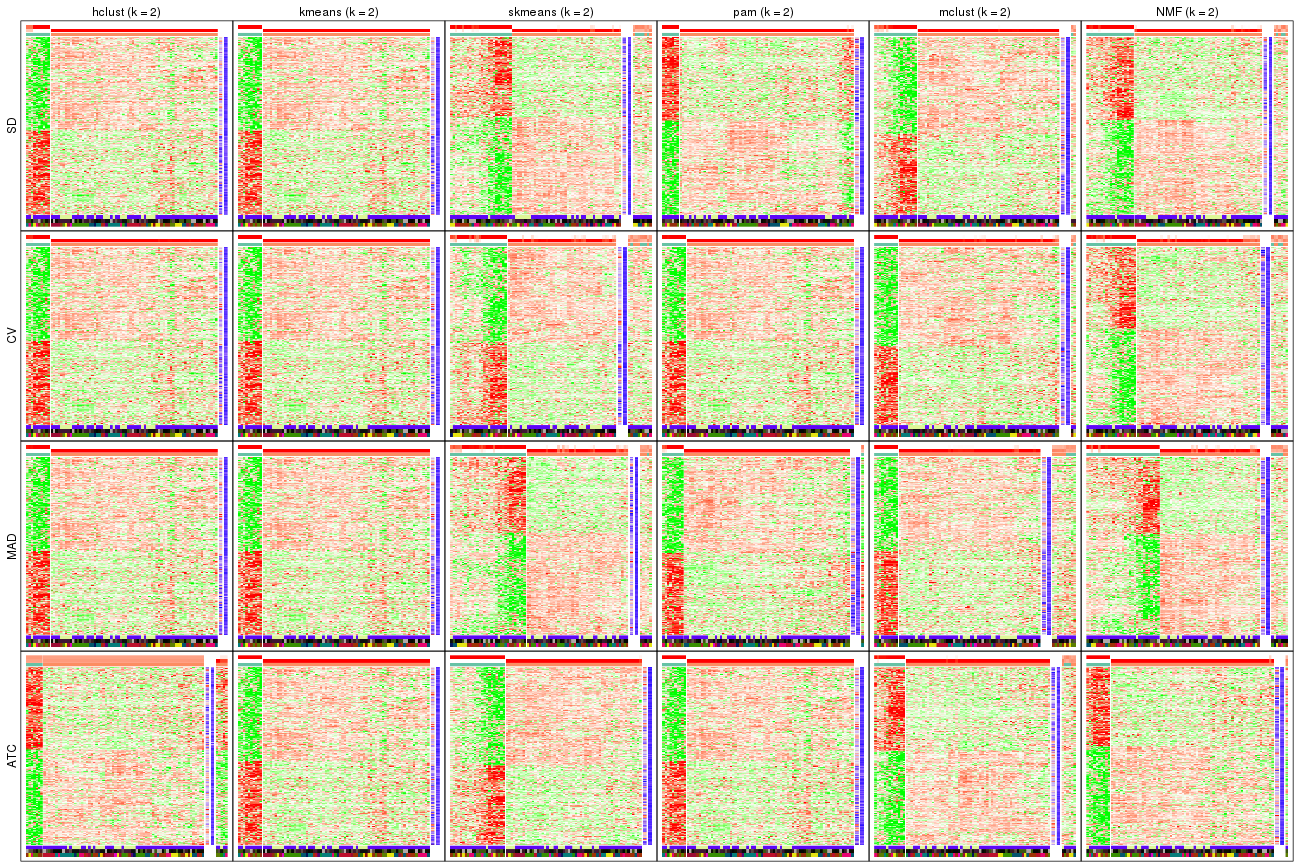 hclust (k = 2) kmeans (k = 2) skmeans (k = 2) pam (k = 2) mclust (k = 2) NMF (k = 2)
SD
CV
MAD
ATC